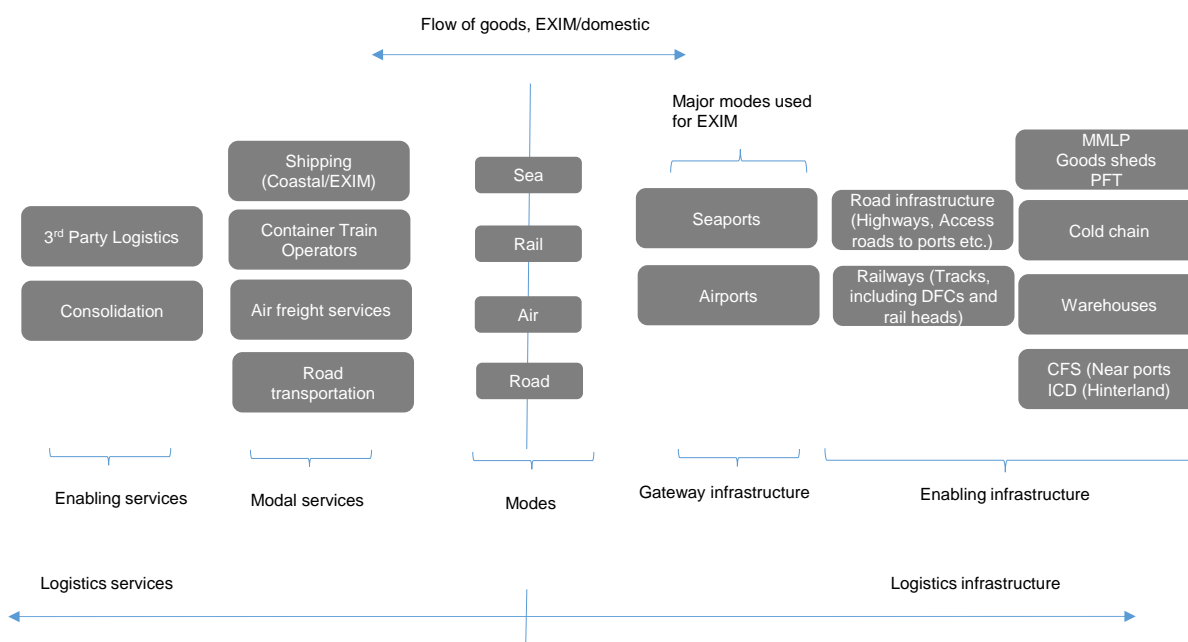 Flow of goods, EXIM/domestic
Major modes used
for EXIM
3rd Party Logistics
Consolidation
Shipping
(Coastal/EXIM)
Container Train
Operators
Air freight services
Road
transportation
Sea
Rail
Air
Road
Seaports
Airports
Road infrastructure
(Highways, Access
roads to ports etc.)
Railways (Tracks,
including DFCs and
rail heads)
MMLP
Goods sheds
PFT
Cold chain
Warehouses
CFS (Near ports
ICD (Hinterland)
Enabling services
Modal services
Modes
Gateway infrastructure
Enabling infrastructure
Logistics services
Logistics infrastructure